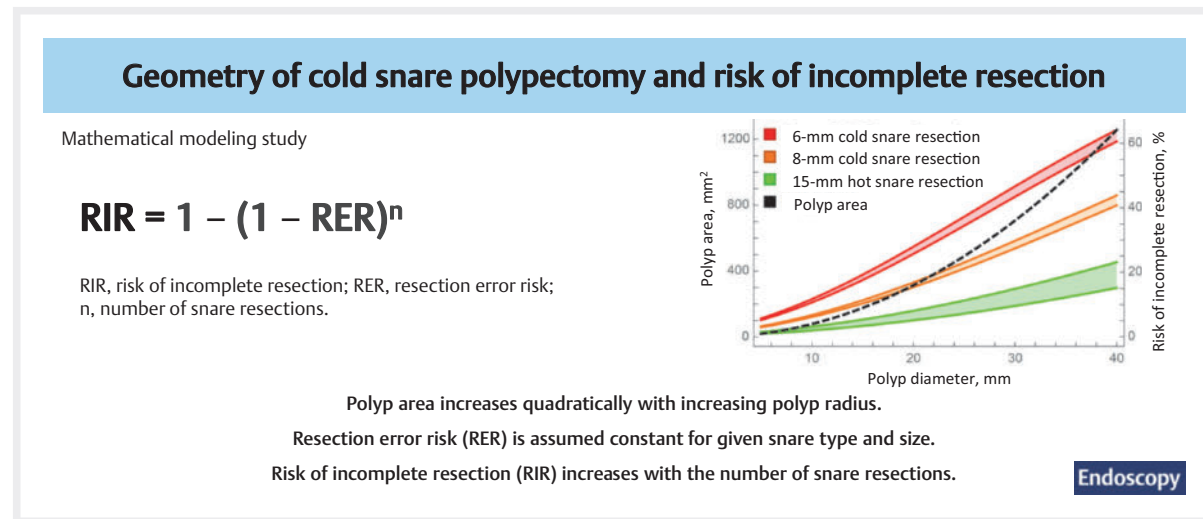 Geometry of cold snare polypectomy and risk of incomplete resection
Mathematical modeling study
RIR = 1 – (1 – RER)ⁿ
RIR, risk of incomplete resection; RER, resection error risk;
n, number of snare resections.
6-mm cold snare resection
8-mm cold snare resection
15-mm hot snare resection
Polyp area
Polyp area, mm²
1200
800
400
0
Risk of incomplete resection, %
60
40
20
0
10
20
30
40
Polyp diameter, mm
Polyp area increases quadratically with increasing polyp radius.
Resection error risk (RER) is assumed constant for given snare type and size.
Risk of incomplete resection (RIR) increases with the number of snare resections.
Endoscopy